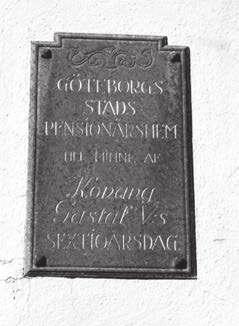 GÖTEBORGS
STADS
PENSIONÄRSHEM
TILL MINNE AF
Konung
Gustaf V:s
SEXTIOÅRSDAG